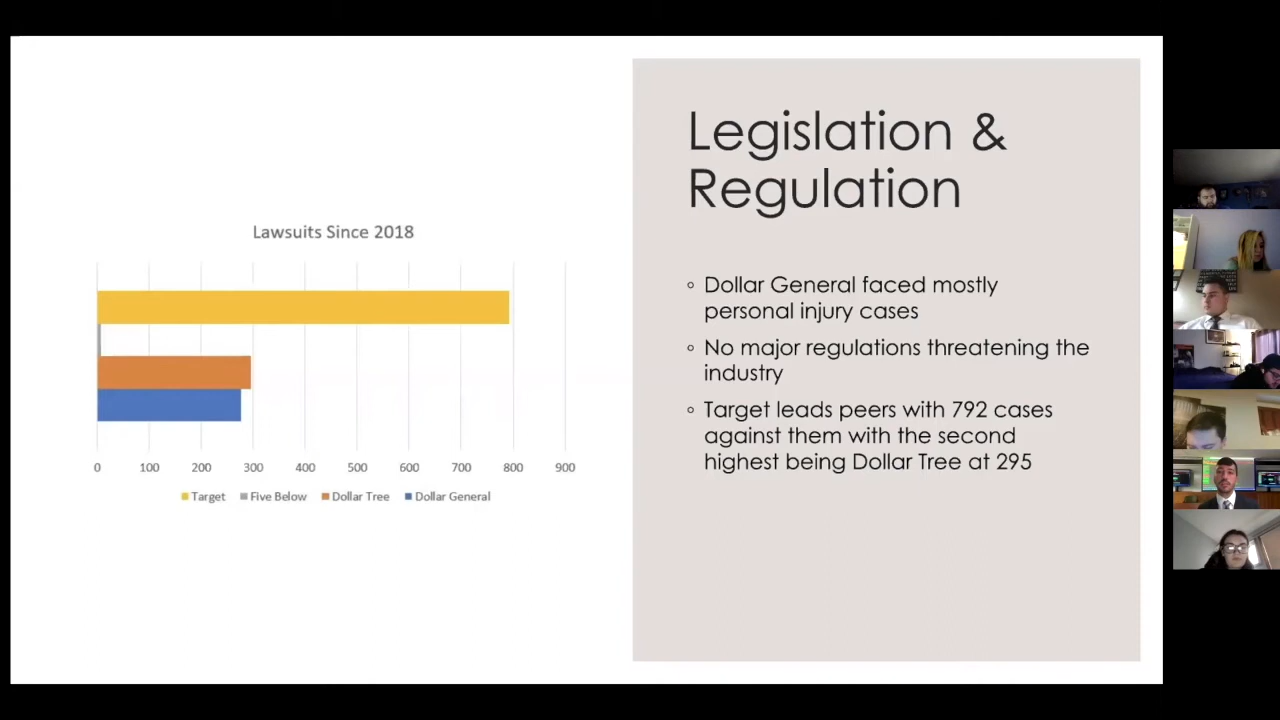 Legislation &
Regulation
Lawsuits Since 2018
0 100 200 300 400 500 600 700 800 900
Target Five Below Dollar Tree Dollar General
◦ Dollar General faced mostly
personal injury cases
◦ No major regulations threatening the
industry
◦ Target leads peers with 792 cases
against them with the second
highest being Dollar Tree at 295